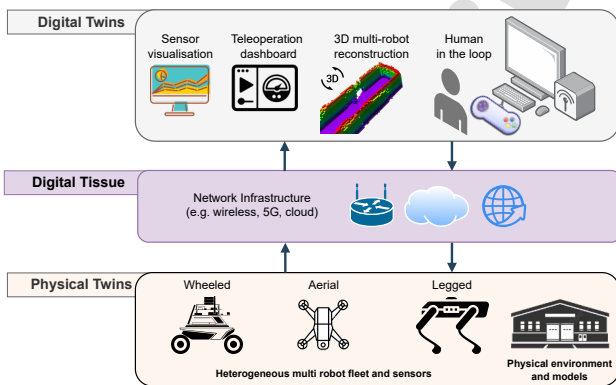 Digital Twins
Sensor
visualisation
Teleoperation
dashboard
3D multi-robot
reconstruction
Human
in the loop
3D
Digital Tissue
Network Infrastructure
(e.g. wireless, 5G, cloud)
Physical Twins
Wheeled
Aerial
Legged
Heterogeneous multi robot fleet and sensors
Physical environment
and models